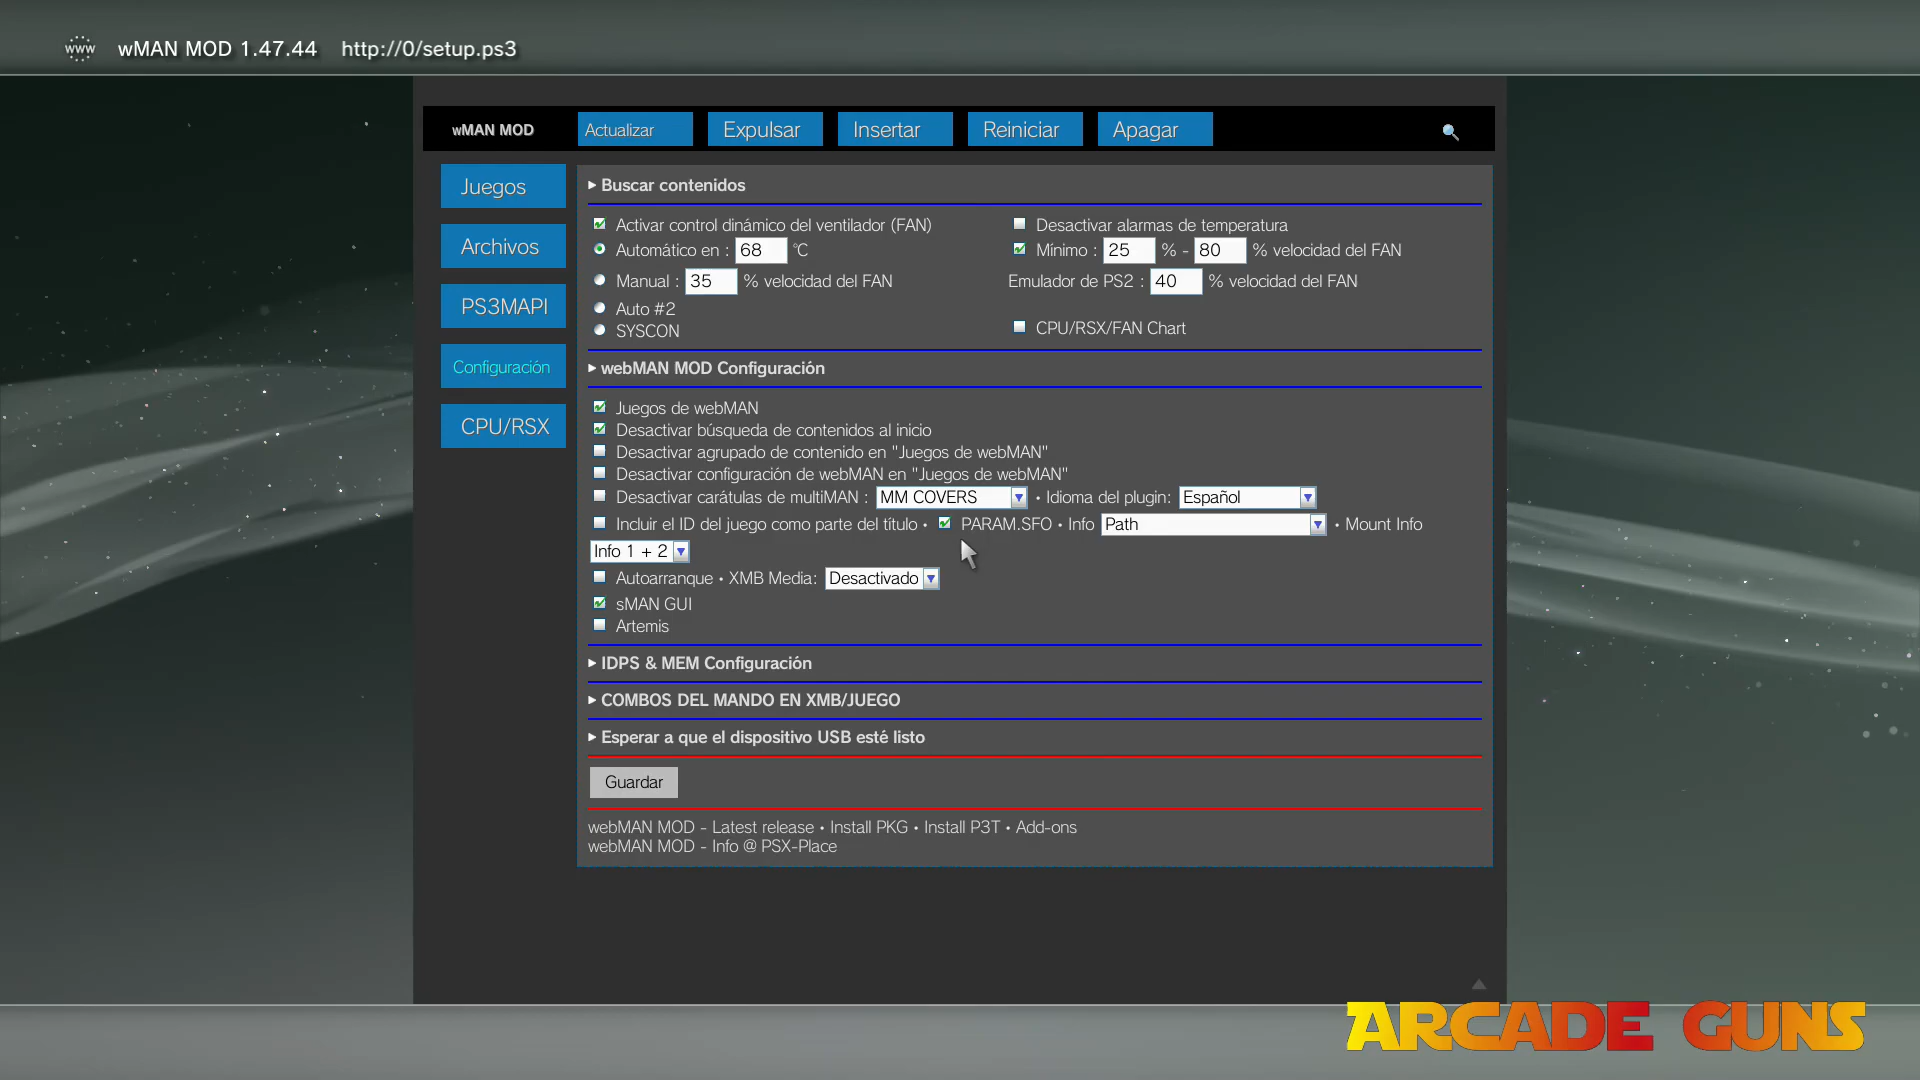 www wMAN MOD 1.47.44 http://0/setup.ps3
wMAN MOD Actualizar Expulsar Insertar Reiniciar Apagar
Juegos
Archivos
PS3MAPI
Configuración
CPU/RSX
Buscar contenidos
Activar control dinámico del ventilador (FAN) Desactivar alarmas de temperatura
Automático en : 68 °C Mínimo : 25 % - 80 % velocidad del FAN
Manual : 35 % velocidad del FAN Emulador de PS2 : 40 % velocidad del FAN
Auto #2
SYSCON CPU/RSX/FAN Chart
webMAN MOD Configuración
Juegos de webMAN
Desactivar búsqueda de contenidos al inicio
Desactivar agrupado de contenido en "Juegos de webMAN"
Desactivar configuración de webMAN en "Juegos de webMAN"
Desactivar carátulas de multiMAN : MM COVERS • Idioma del plugin: Español
Incluir el ID del juego como parte del título • PARAM.SFO • Info Path • Mount Info
Info 1 + 2
Autoarranque • XMB Media: Desactivado
sMAN GUI
Artemis
IDPS & MEM Configuración
COMBOS DEL MANDO EN XMB/JUEGO
Esperar a que el dispositivo USB esté listo
Guardar
webMAN MOD - Latest release • Install PKG • Install P3T • Add-ons
webMAN MOD - Info @ PSX-Place
ARCADE GUNS